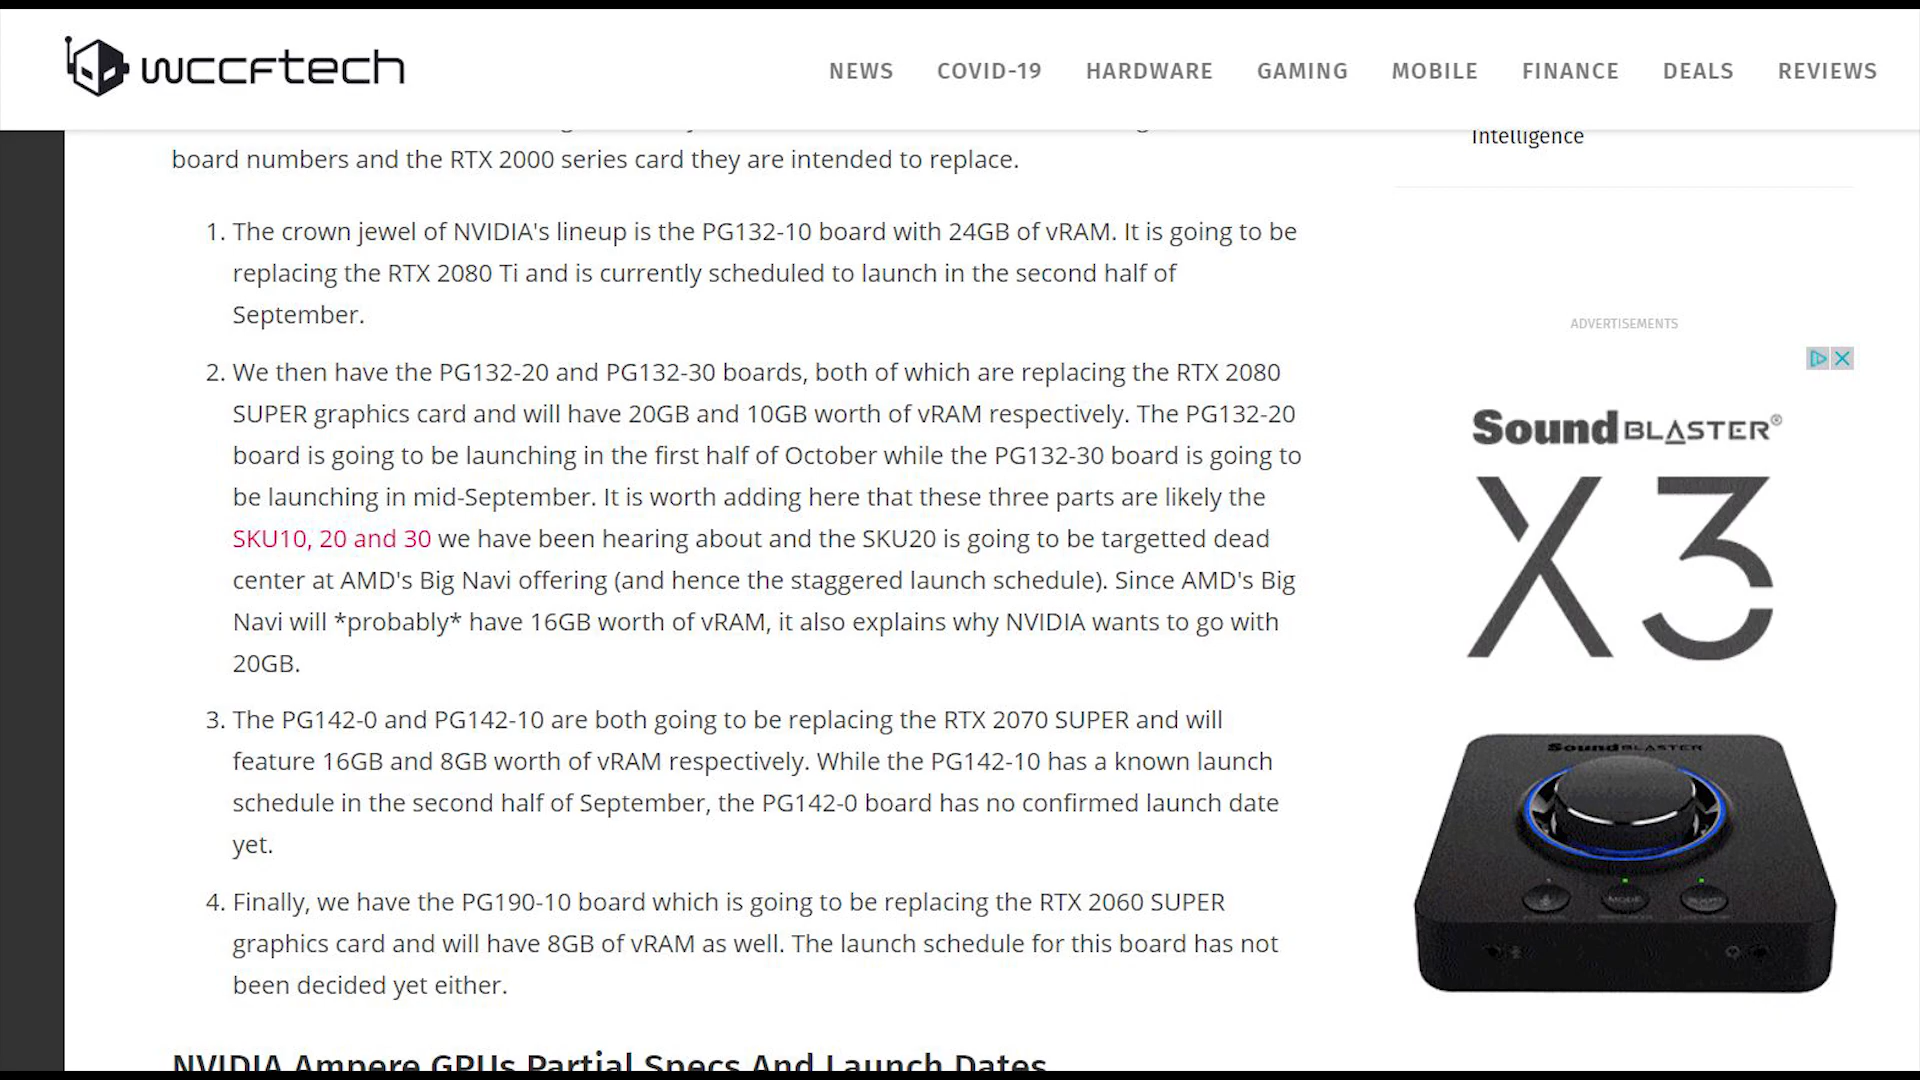 wccftech
NEWS COVID-19 HARDWARE GAMING MOBILE FINANCE DEALS REVIEWS
Intelligence
board numbers and the RTX 2000 series card they are intended to replace.
1. The crown jewel of NVIDIA's lineup is the PG132-10 board with 24GB of vRAM. It is going to be
replacing the RTX 2080 Ti and is currently scheduled to launch in the second half of
September.
2. We then have the PG132-20 and PG132-30 boards, both of which are replacing the RTX 2080
SUPER graphics card and will have 20GB and 10GB worth of vRAM respectively. The PG132-20
board is going to be launching in the first half of October while the PG132-30 board is going to
be launching in mid-September. It is worth adding here that these three parts are likely the
SKU10, 20 and 30 we have been hearing about and the SKU20 is going to be targetted dead
center at AMD's Big Navi offering (and hence the staggered launch schedule). Since AMD's Big
Navi will *probably* have 16GB worth of vRAM, it also explains why NVIDIA wants to go with
20GB.
3. The PG142-0 and PG142-10 are both going to be replacing the RTX 2070 SUPER and will
feature 16GB and 8GB worth of vRAM respectively. While the PG142-10 has a known launch
schedule in the second half of September, the PG142-0 board has no confirmed launch date
yet.
4. Finally, we have the PG190-10 board which is going to be replacing the RTX 2060 SUPER
graphics card and will have 8GB of vRAM as well. The launch schedule for this board has not
been decided yet either.
NVIDIA Ampere GPUs Partial Specs And Launch Dates
ADVERTISEMENTS
Sound BLASTER®
X3
Sound BLASTER
MODE